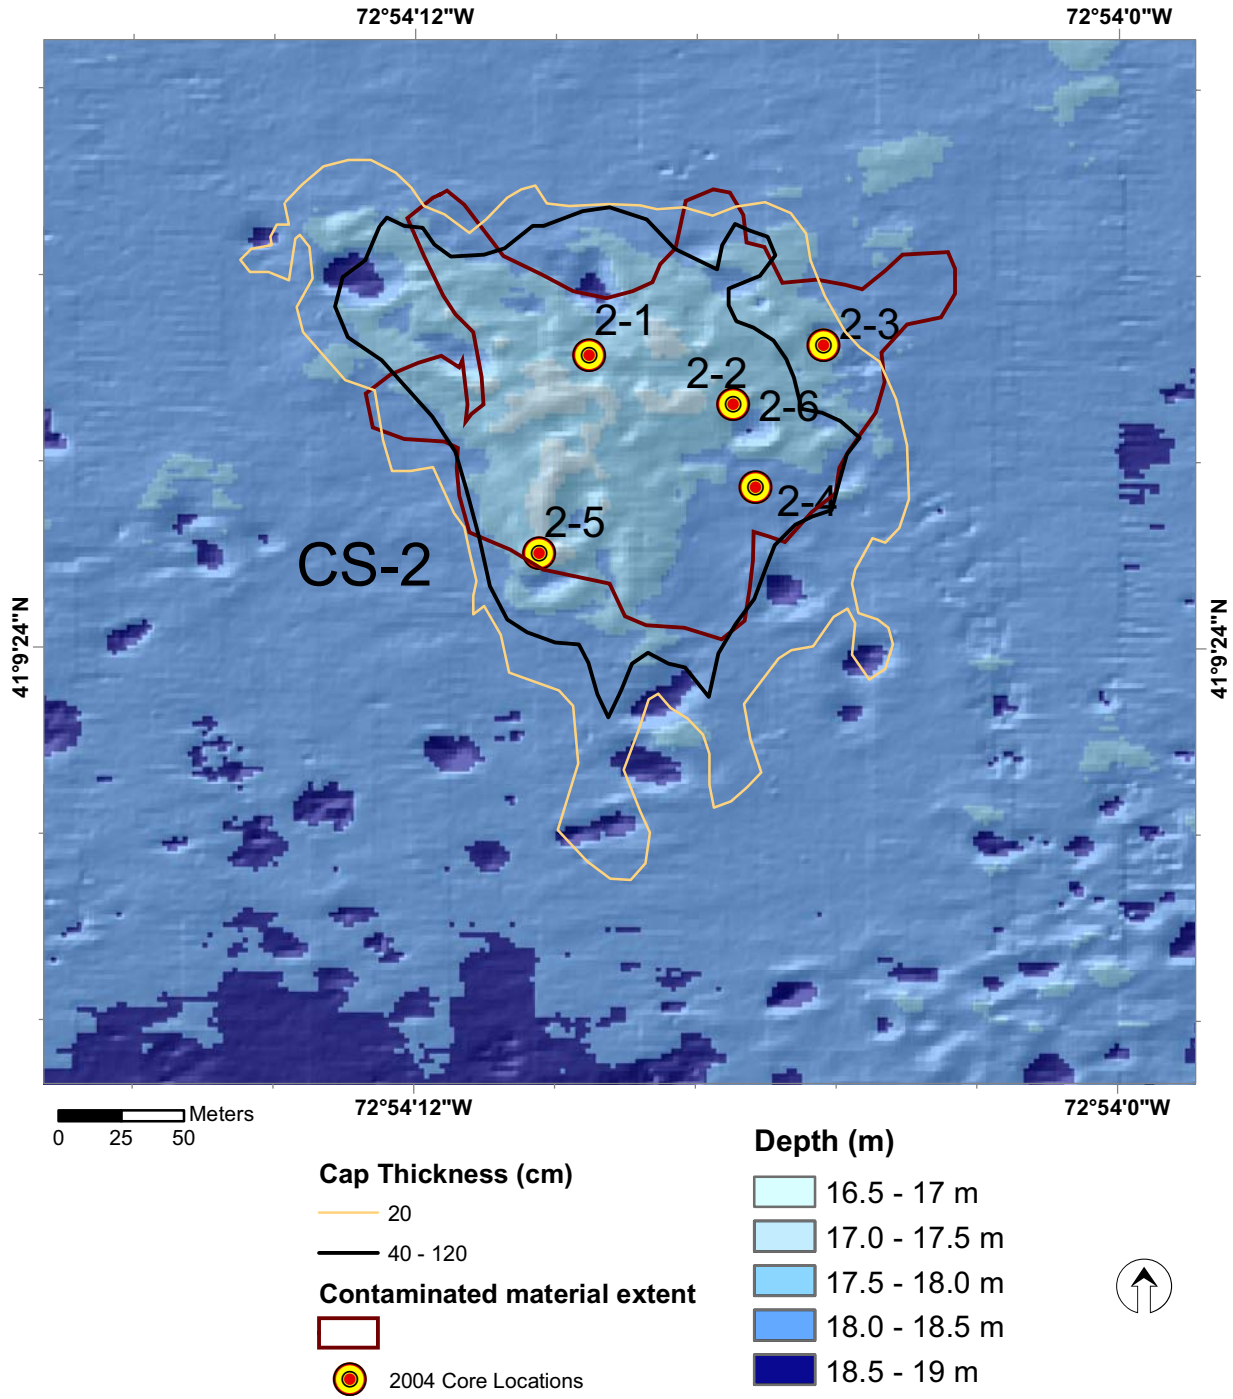 72°54'12"W 72°54'0"W
2-1
2-3
2-2
2-6
2-4
2-5
CS-2
41°9'24"N 41°9'24"N
72°54'12"W 72°54'0"W
Meters
0 25 50
Cap Thickness (cm)
20
40 - 120
Contaminated material extent
2004 Core Locations
Depth (m)
16.5 - 17 m
17.0 - 17.5 m
17.5 - 18.0 m
18.0 - 18.5 m
18.5 - 19 m